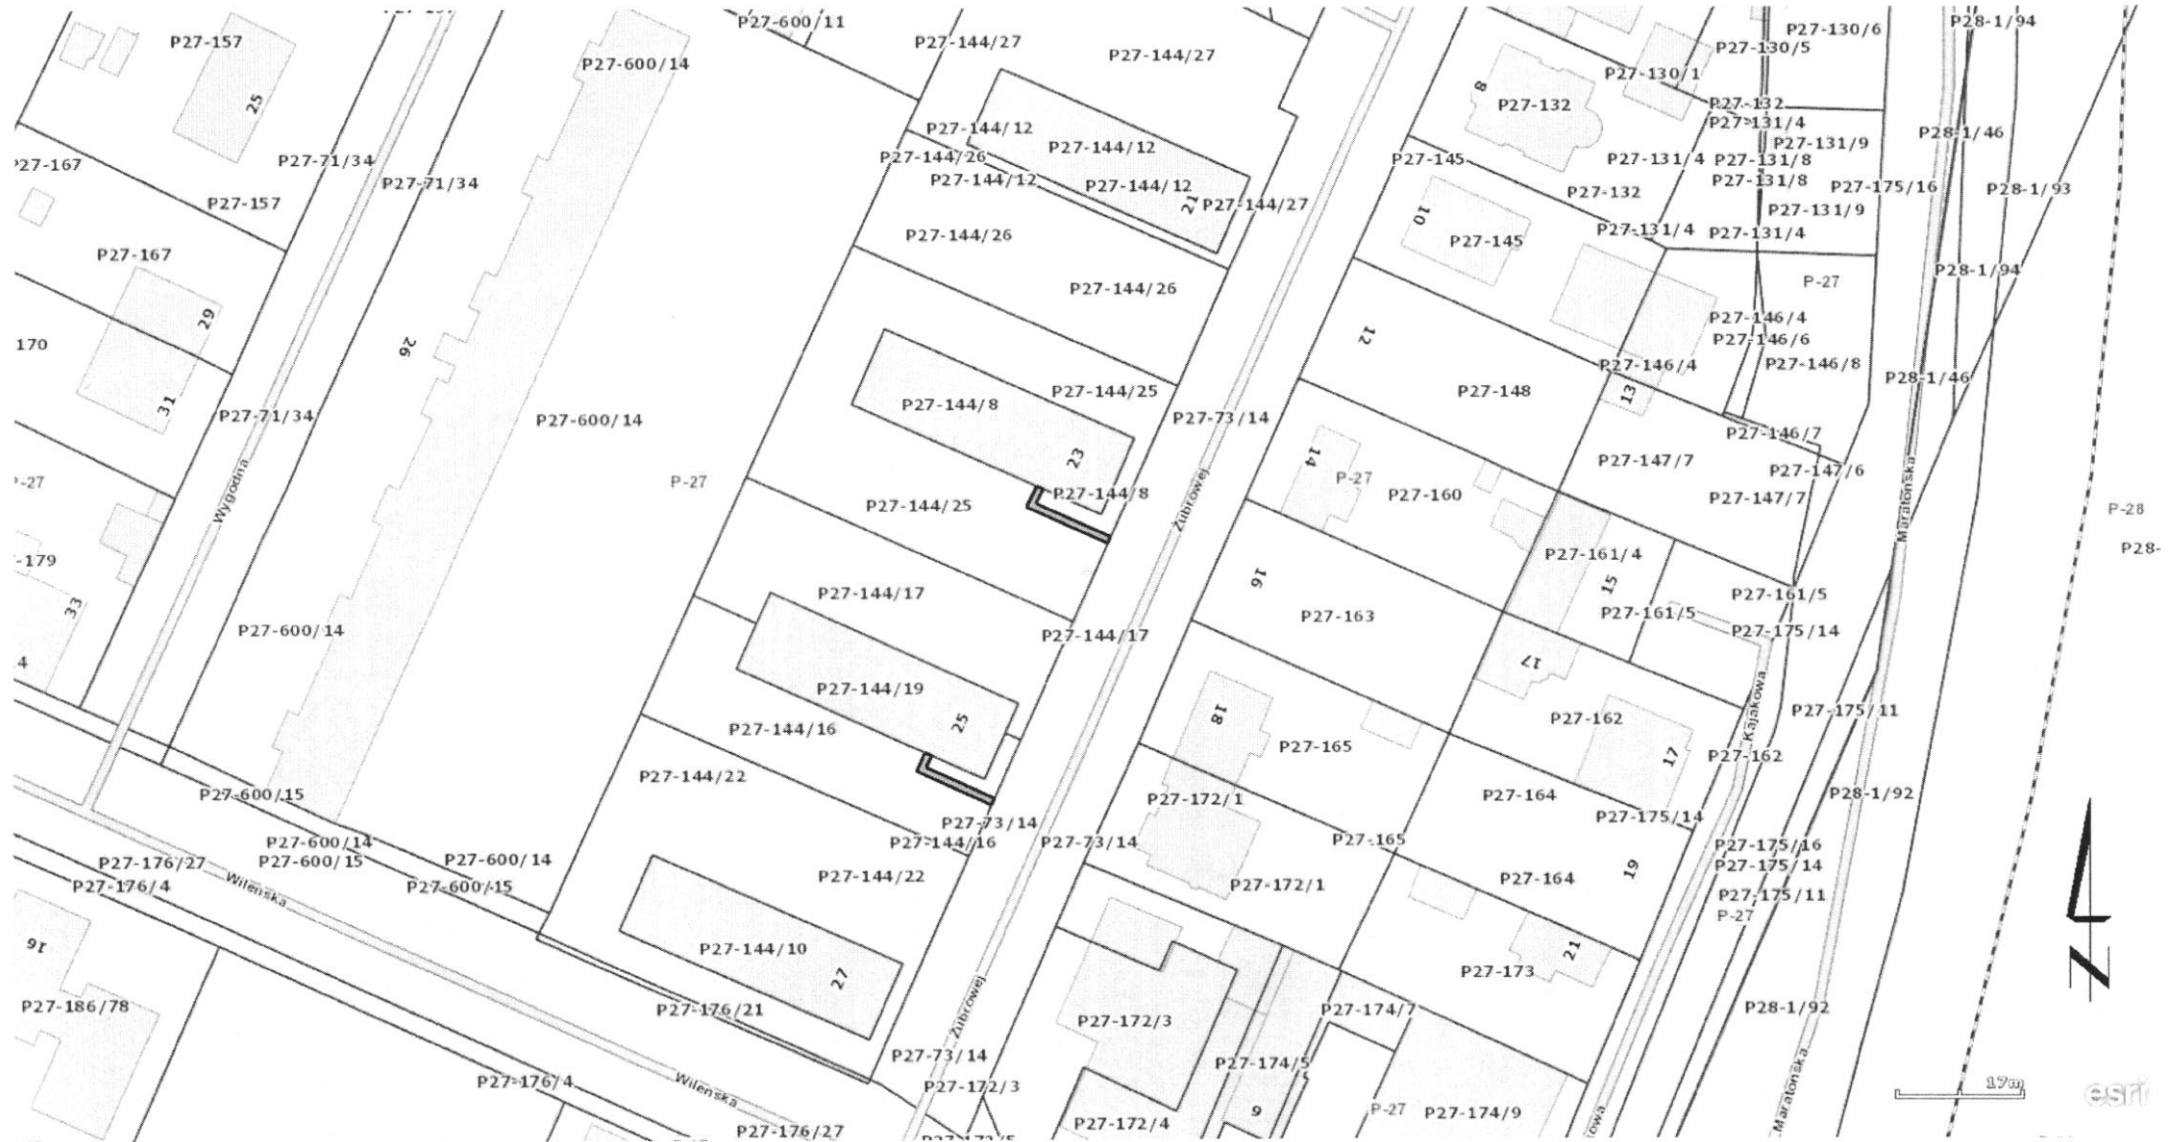 P27-600/11
P28-1/94
P27-157
P27-144/27
P27-144/27
P27-130/6
P27-130/5
P27-600/14
P27-130/1
8
P27-132
25
P27-132
P27-144/12
P27-131/4
P28-1/46
P27-144/12
P27-131/9
P27-71/34
P27-144/26
P27-145
P27-131/4
P27-131/8
P27-71/34
P27-144/12
P27-144/12
P27-131/8
P27-175/16
P28-1/93
P27-132
P27-157
21
P27-144/27
P27-131/9
10
P27-131/4
P27-131/4
P27-144/26
P27-145
P27-167
P28-1/94
P-27
P27-144/26
29
P27-146/4
12
P27-146/6
170
26
P27-146/4
P27-146/8
P28-1/46
P27-148
P27-144/25
13
31
P27-144/8
P27-71/34
P27-600/14
P27-73/14
P27-146/7
23
14
P27-147/7
P27-147/6
P-27
P-27
P27-160
P27-144/8
P27-147/7
Wygodna
Żubrowej
Maratońska
P27-144/25
P-28
P28-
P27-161/4
16
15
P27-144/17
P27-161/5
33
P27-163
P27-161/5
P27-600/14
P27-144/17
P27-175/14
17
P27-144/19
Kajakowa
P27-175/11
18
25
P27-162
P27-144/16
P27-165
17
P27-162
P27-144/22
P27-600/15
P27-172/1
P27-164
P28-1/92
P27-73/14
P27-175/14
P27-600/14
P27-144/16
P27-73/14
P27-165
P27-175/16
P27-176/27
P27-600/15
P27-600/14
P27-175/14
P27-176/4
P27-600/15
P27-144/22
P27-172/1
19
P27-164
Wileńska
P27-175/11
P-27
16
P27-144/10
21
27
P27-173
P27-186/78
P27-176/21
Żubrowej
P27-172/3
P27-174/7
P28-1/92
P27-73/14
P27-174/5
P27-176/4
Wileńska
P27-172/3
17m
esri
P27-172/4
9
P-27
P27-174/9
Maratońska
P27-176/27
N